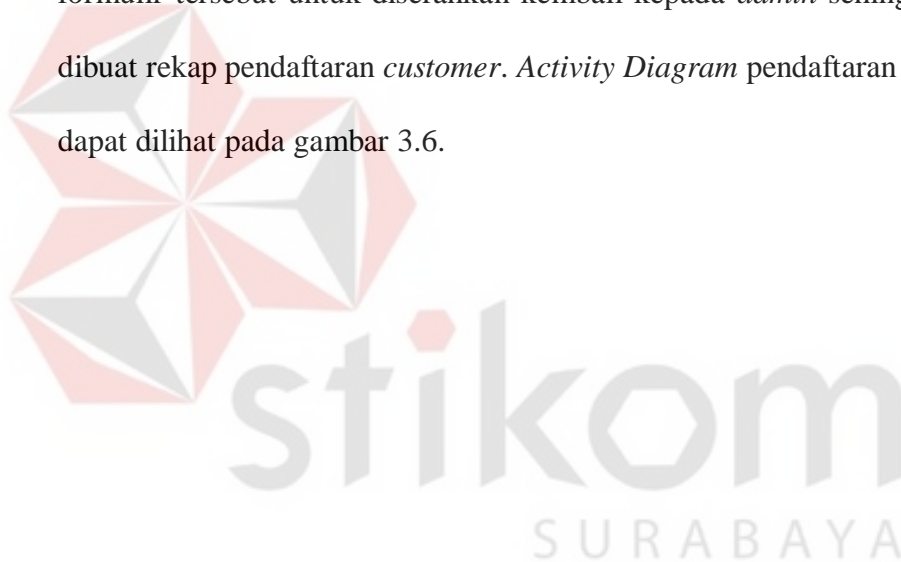 formulir tersebut untuk diserahkan kembali kepada admin
dibuat rekap pendaftaran customer. Activity Diagram pendaftaran
dapat dilihat pada gambar 3.6.
stikom
SURABAYA